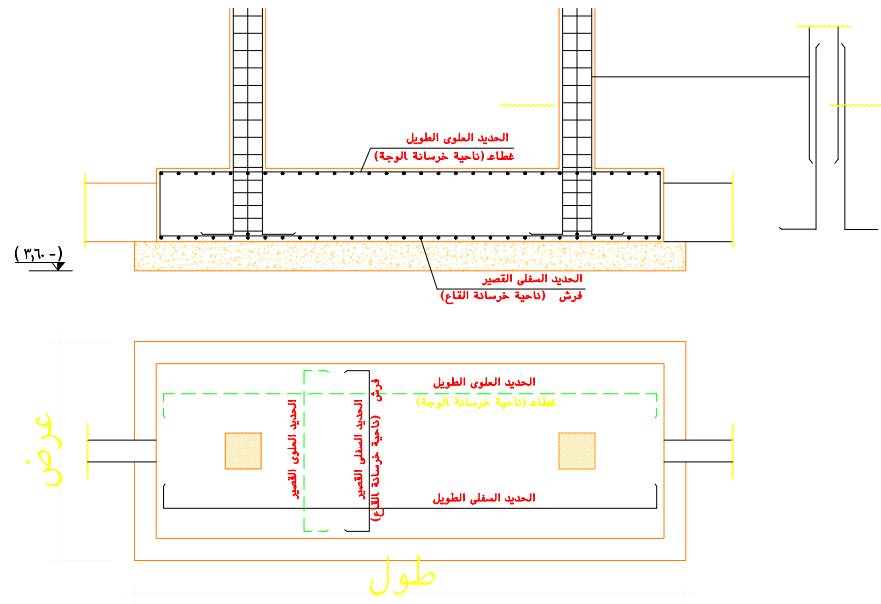 الحديد العلوى الطويل
غطاء (ناحية خرسانة الوجة)
(- ٣,٦٠)
الحديد السفلى القصير
فرش (ناحية خرسانة القاع)
الحديد العلوى الطويل
غطاء (ناحية خرسانة الوجة)
الحديد العلوى القصير
الحديد السفلى القصير
فرش (ناحية خرسانة القاع)
الحديد السفلى الطويل
عرض
طول